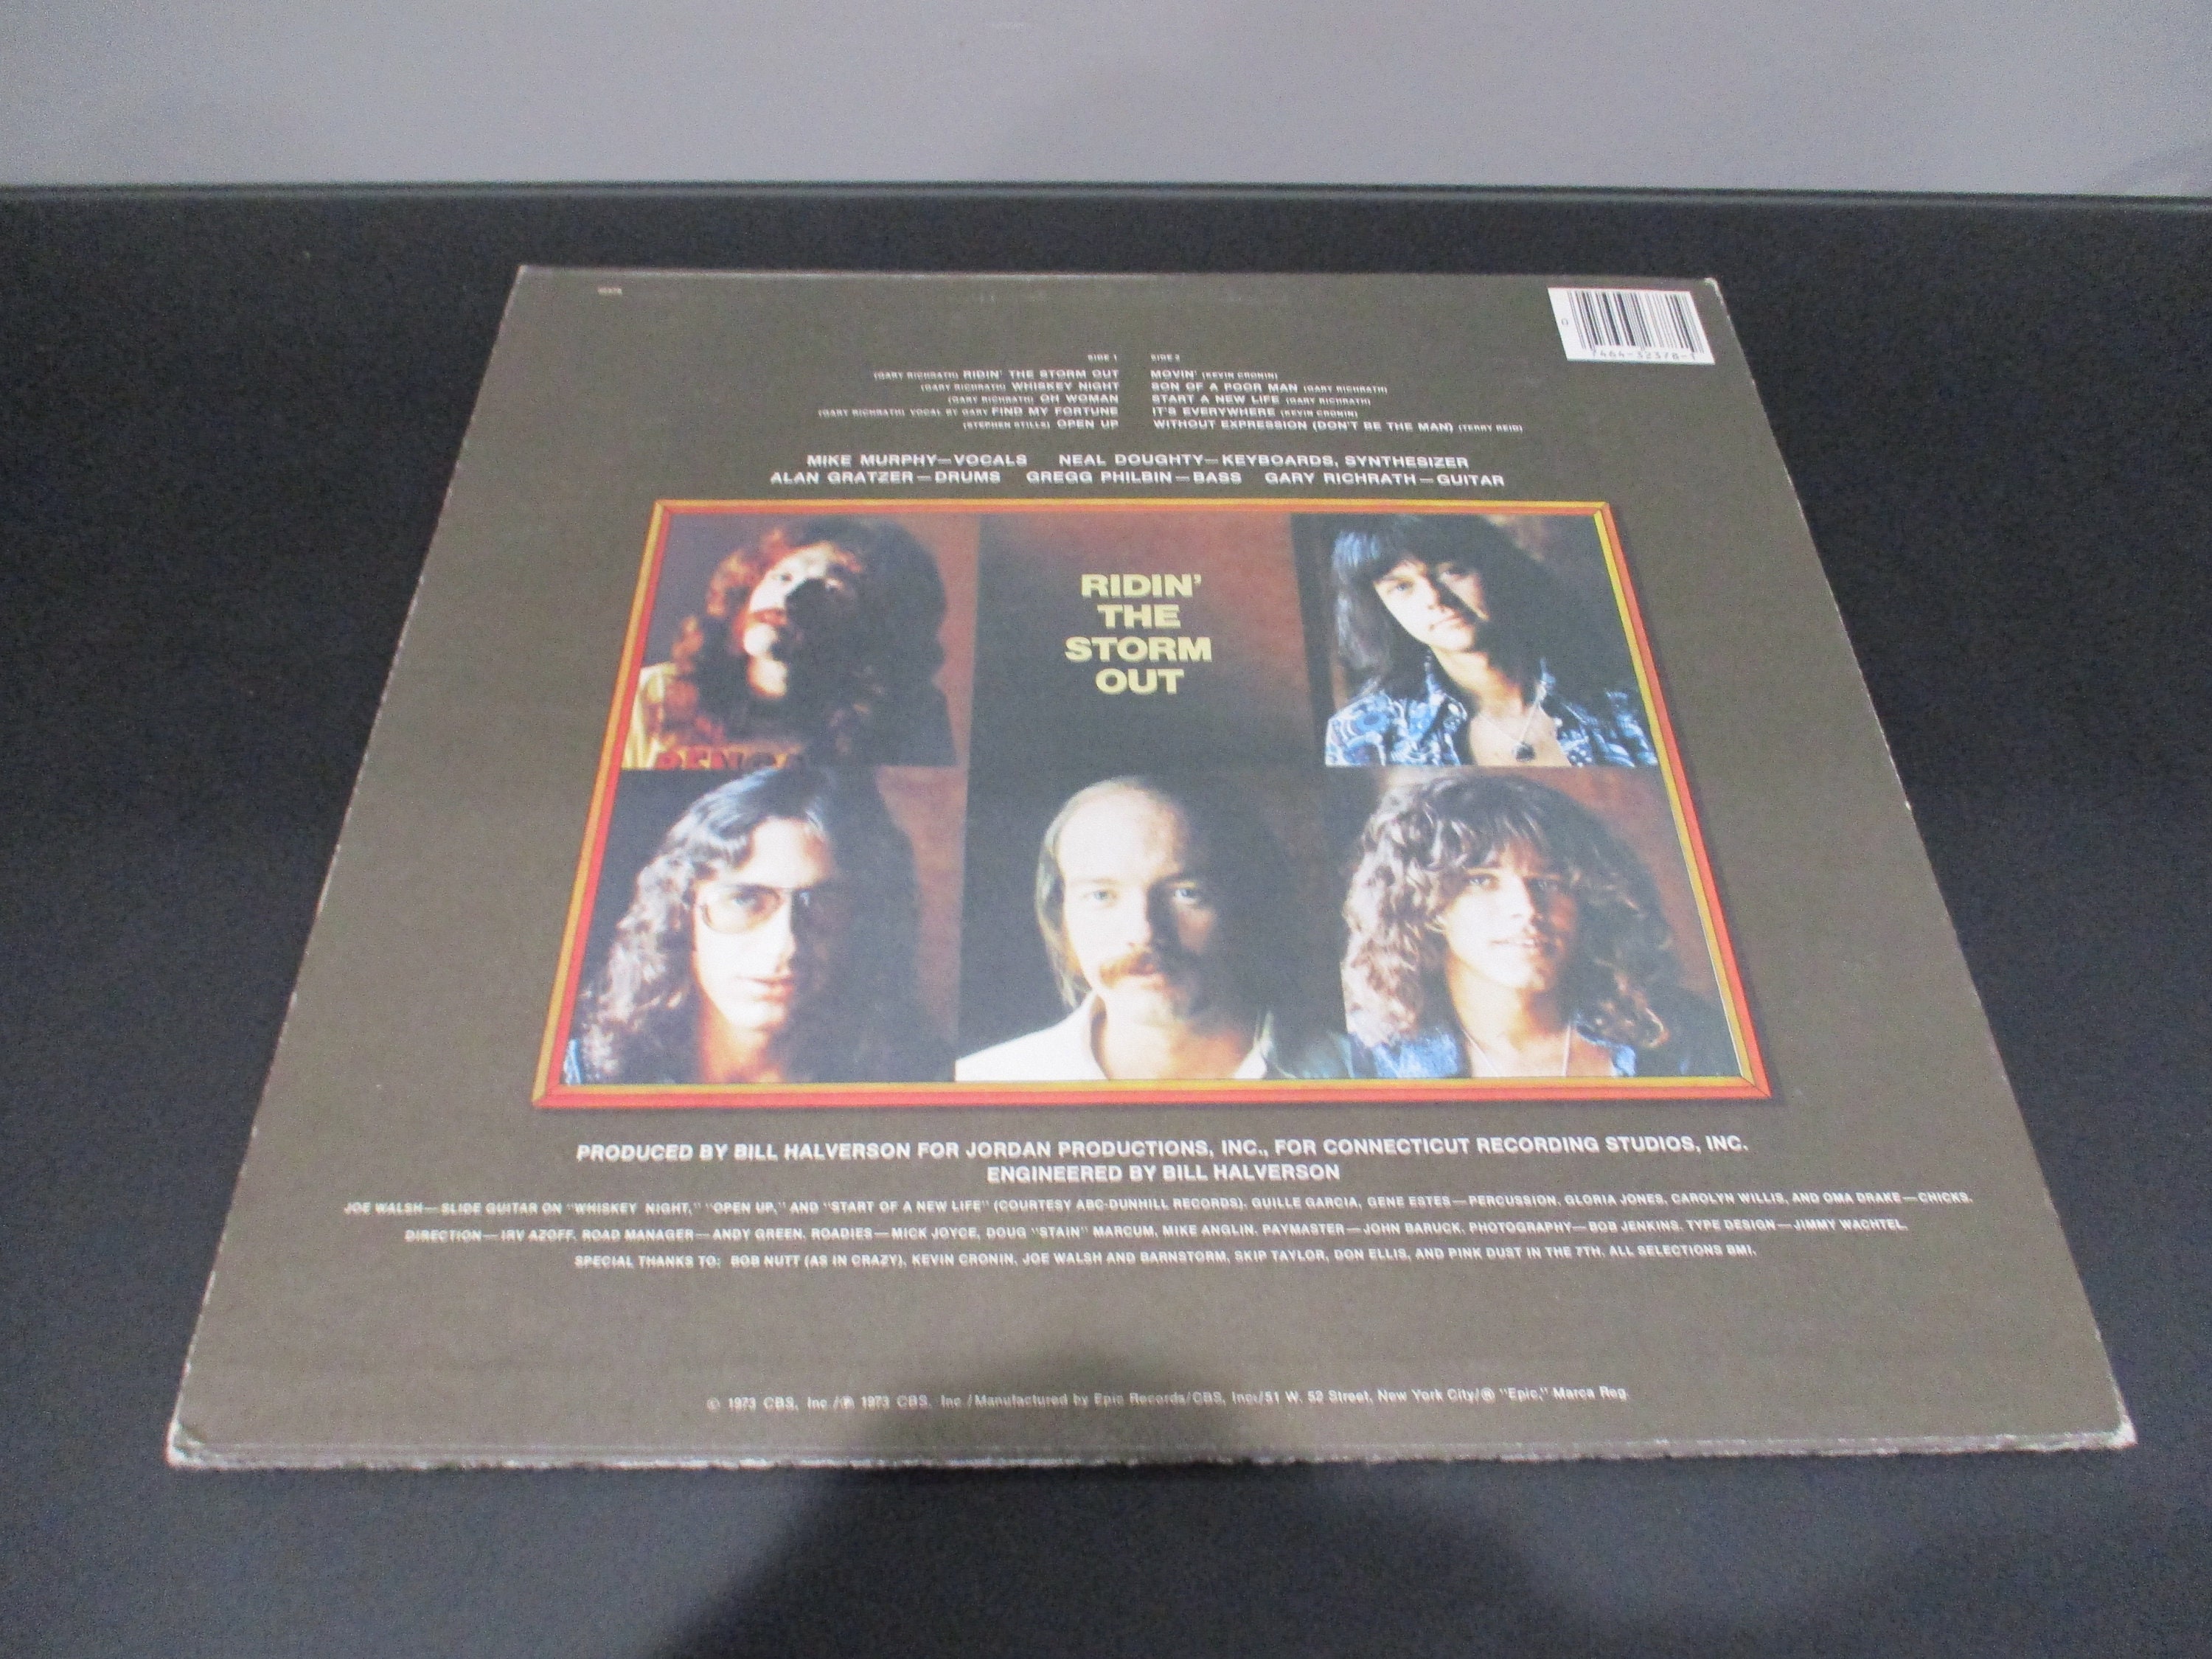 32378
SIDE 1
(GARY RICHRATH) RIDIN' THE STORM OUT
(GARY RICHRATH) WHISKEY NIGHT
(GARY RICHRATH) OH WOMAN
(GARY RICHRATH) VOCAL BY GARY FIND MY FORTUNE
(STEPHEN STILLS) OPEN UP
SIDE 2
MOVIN' (KEVIN CRONIN)
SON OF A POOR MAN (GARY RICHRATH)
START A NEW LIFE (GARY RICHRATH)
IT'S EVERYWHERE (KEVIN CRONIN)
WITHOUT EXPRESSION (DON'T BE THE MAN) (TERRY REID)
0
7464-32378-1
MIKE MURPHY—VOCALS NEAL DOUGHTY—KEYBOARDS, SYNTHESIZER
ALAN GRATZER—DRUMS GREGG PHILBIN—BASS GARY RICHRATH—GUITAR
RIDIN'
THE
STORM
OUT
PRODUCED BY BILL HALVERSON FOR JORDAN PRODUCTIONS, INC., FOR CONNECTICUT RECORDING STUDIOS, INC.
ENGINEERED BY BILL HALVERSON
JOE WALSH—SLIDE GUITAR ON "WHISKEY NIGHT," "OPEN UP," AND "START OF A NEW LIFE" (COURTESY ABC-DUNHILL RECORDS). GUILLE GARCIA, GENE ESTES—PERCUSSION. GLORIA JONES, CAROLYN WILLIS, AND OMA DRAKE—CHICKS.
DIRECTION—IRV AZOFF, ROAD MANAGER—ANDY GREEN. ROADIES—MICK JOYCE, DOUG "STAIN" MARCUM, MIKE ANGLIN. PAYMASTER—JOHN BARUCK. PHOTOGRAPHY—BOB JENKINS. TYPE DESIGN—JIMMY WACHTEL.
SPECIAL THANKS TO: BOB NUTT (AS IN CRAZY), KEVIN CRONIN, JOE WALSH AND BARNSTORM, SKIP TAYLOR, DON ELLIS, AND PINK DUST IN THE 7TH. ALL SELECTIONS BMI.
© 1973 CBS, Inc./℗ 1973 CBS, Inc./Manufactured by Epic Records/CBS, Inc./51 W. 52 Street, New York City/® "Epic," Marca Reg.